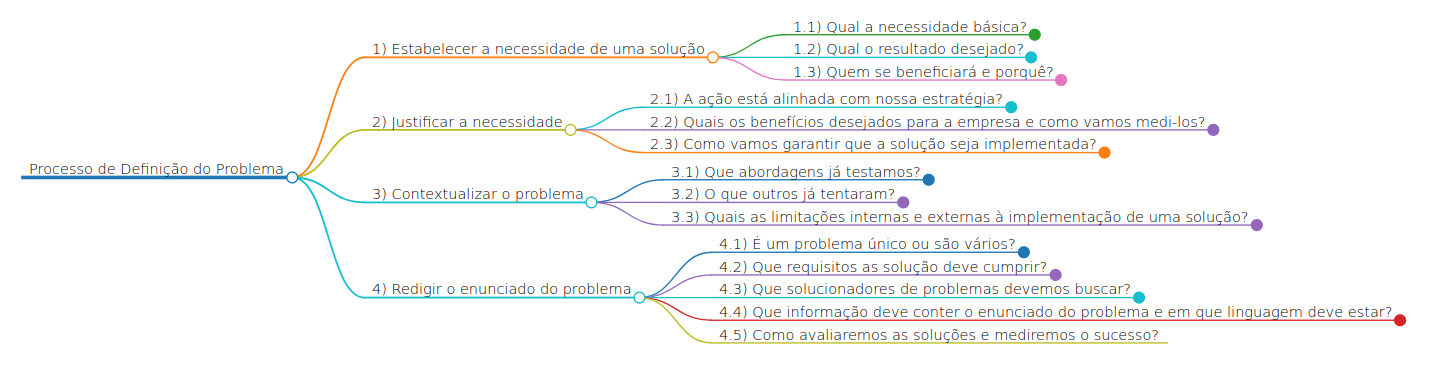 Processo de Definição do Problema
1) Estabelecer a necessidade de uma solução
1.1) Qual a necessidade básica?
1.2) Qual o resultado desejado?
1.3) Quem se beneficiará e porquê?
2) Justificar a necessidade
2.1) A ação está alinhada com nossa estratégia?
2.2) Quais os benefícios desejados para a empresa e como vamos medi-los?
2.3) Como vamos garantir que a solução seja implementada?
3) Contextualizar o problema
3.1) Que abordagens já testamos?
3.2) O que outros já tentaram?
3.3) Quais as limitações internas e externas à implementação de uma solução?
4) Redigir o enunciado do problema
4.1) É um problema único ou são vários?
4.2) Que requisitos as solução deve cumprir?
4.3) Que solucionadores de problemas devemos buscar?
4.4) Que informação deve conter o enunciado do problema e em que linguagem deve estar?
4.5) Como avaliaremos as soluções e mediremos o sucesso?